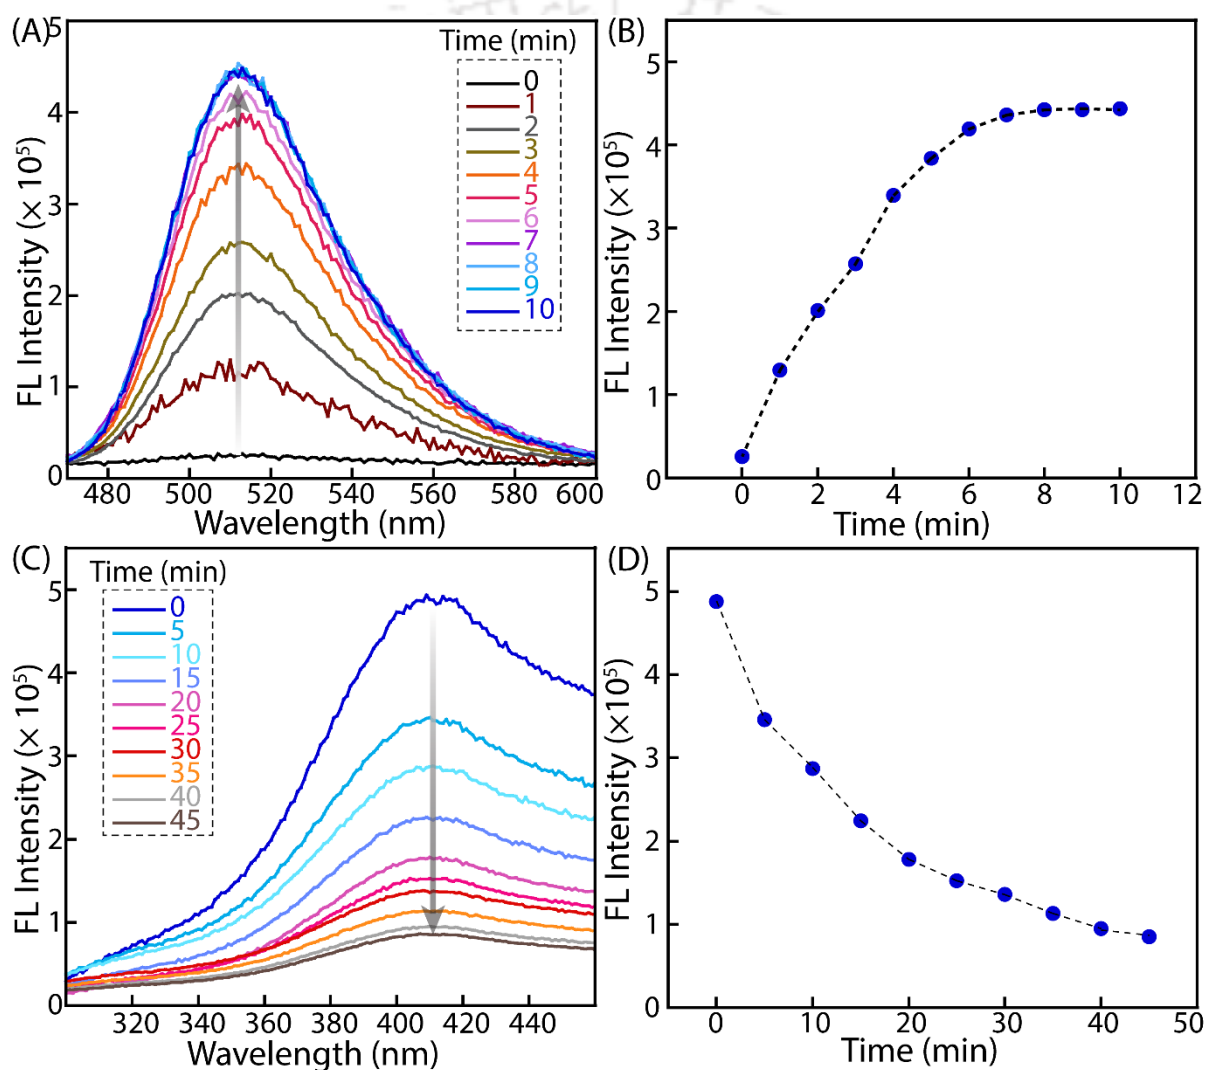 (A)
5
4
3
2
1
0
FL Intensity (× 10⁵)
480 500 520 540 560 580 600
Wavelength (nm)
Time (min)
0
1
2
3
4
5
6
7
8
9
10
(B)
5
4
3
2
1
0
FL Intensity (×10⁵)
0 2 4 6 8 10 12
Time (min)
(C)
5
4
3
2
1
0
FL Intensity (× 10⁵)
Time (min)
0
5
10
15
20
25
30
35
40
45
320 340 360 380 400 420 440
Wavelength (nm)
(D)
5
4
3
2
1
0
FL Intensity (×10⁵)
0 10 20 30 40 50
Time (min)